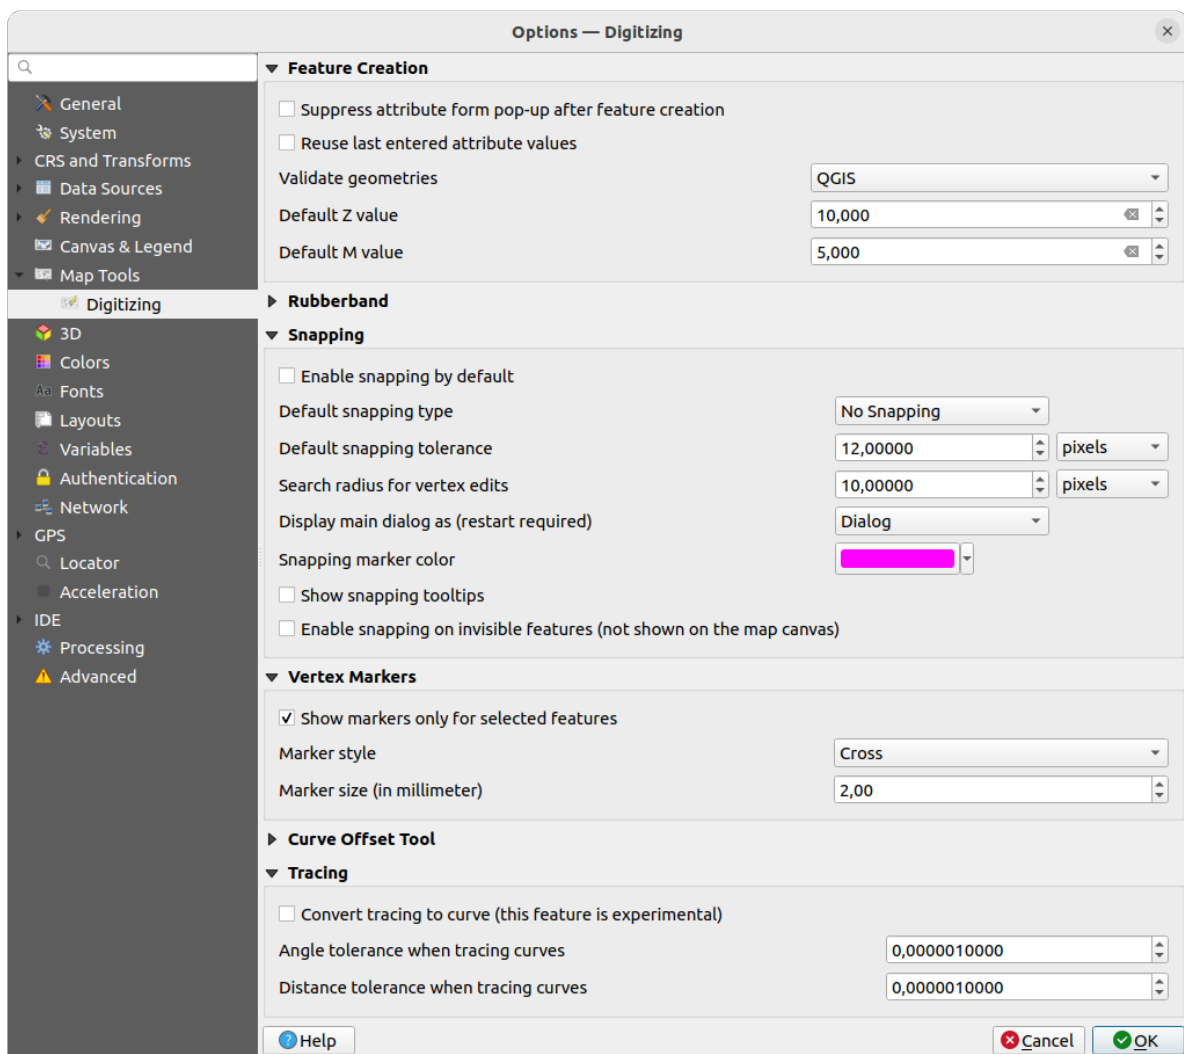 Options — Digitizing
General
System
CRS and Transforms
Data Sources
Rendering
Canvas & Legend
Map Tools
Digitizing
3D
Colors
Fonts
Layouts
Variables
Authentication
Network
GPS
Locator
Acceleration
IDE
Processing
Advanced
Feature Creation
Suppress attribute form pop-up after feature creation
Reuse last entered attribute values
Validate geometries QGIS
Default Z value 10,000
Default M value 5,000
Rubberband
Snapping
Enable snapping by default
Default snapping type No Snapping
Default snapping tolerance 12,00000 pixels
Search radius for vertex edits 10,00000 pixels
Display main dialog as (restart required) Dialog
Snapping marker color
Show snapping tooltips
Enable snapping on invisible features (not shown on the map canvas)
Vertex Markers
Show markers only for selected features
Marker style Cross
Marker size (in millimeter) 2,00
Curve Offset Tool
Tracing
Convert tracing to curve (this feature is experimental)
Angle tolerance when tracing curves 0,0000010000
Distance tolerance when tracing curves 0,0000010000
Help Cancel OK